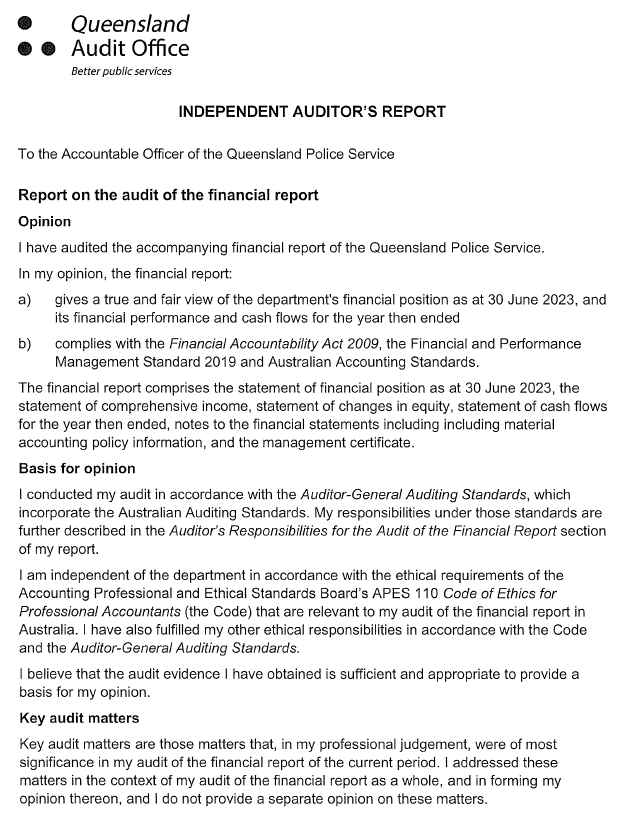 Queensland
Audit Office
Better public services
INDEPENDENT AUDITOR'S REPORT
To the Accountable Officer of the Queensland Police Service
Report on the audit of the financial report
Opinion
I have audited the accompanying financial report of the Queensland Police Service.
In my opinion, the financial report:
a) gives a true and fair view of the department's financial position as at 30 June 2023, and
its financial performance and cash flows for the year then ended
b) complies with the Financial Accountability Act 2009, the Financial and Performance
Management Standard 2019 and Australian Accounting Standards.
The financial report comprises the statement of financial position as at 30 June 2023, the
statement of comprehensive income, statement of changes in equity, statement of cash flows
for the year then ended, notes to the financial statements including including material
accounting policy information, and the management certificate.
Basis for opinion
I conducted my audit in accordance with the Auditor-General Auditing Standards, which
incorporate the Australian Auditing Standards. My responsibilities under those standards are
further described in the Auditor's Responsibilities for the Audit of the Financial Report section
of my report.
I am independent of the department in accordance with the ethical requirements of the
Accounting Professional and Ethical Standards Board's APES 110 Code of Ethics for
Professional Accountants (the Code) that are relevant to my audit of the financial report in
Australia. I have also fulfilled my other ethical responsibilities in accordance with the Code
and the Auditor-General Auditing Standards.
I believe that the audit evidence I have obtained is sufficient and appropriate to provide a
basis for my opinion.
Key audit matters
Key audit matters are those matters that, in my professional judgement, were of most
significance in my audit of the financial report of the current period. I addressed these
matters in the context of my audit of the financial report as a whole, and in forming my
opinion thereon, and I do not provide a separate opinion on these matters.